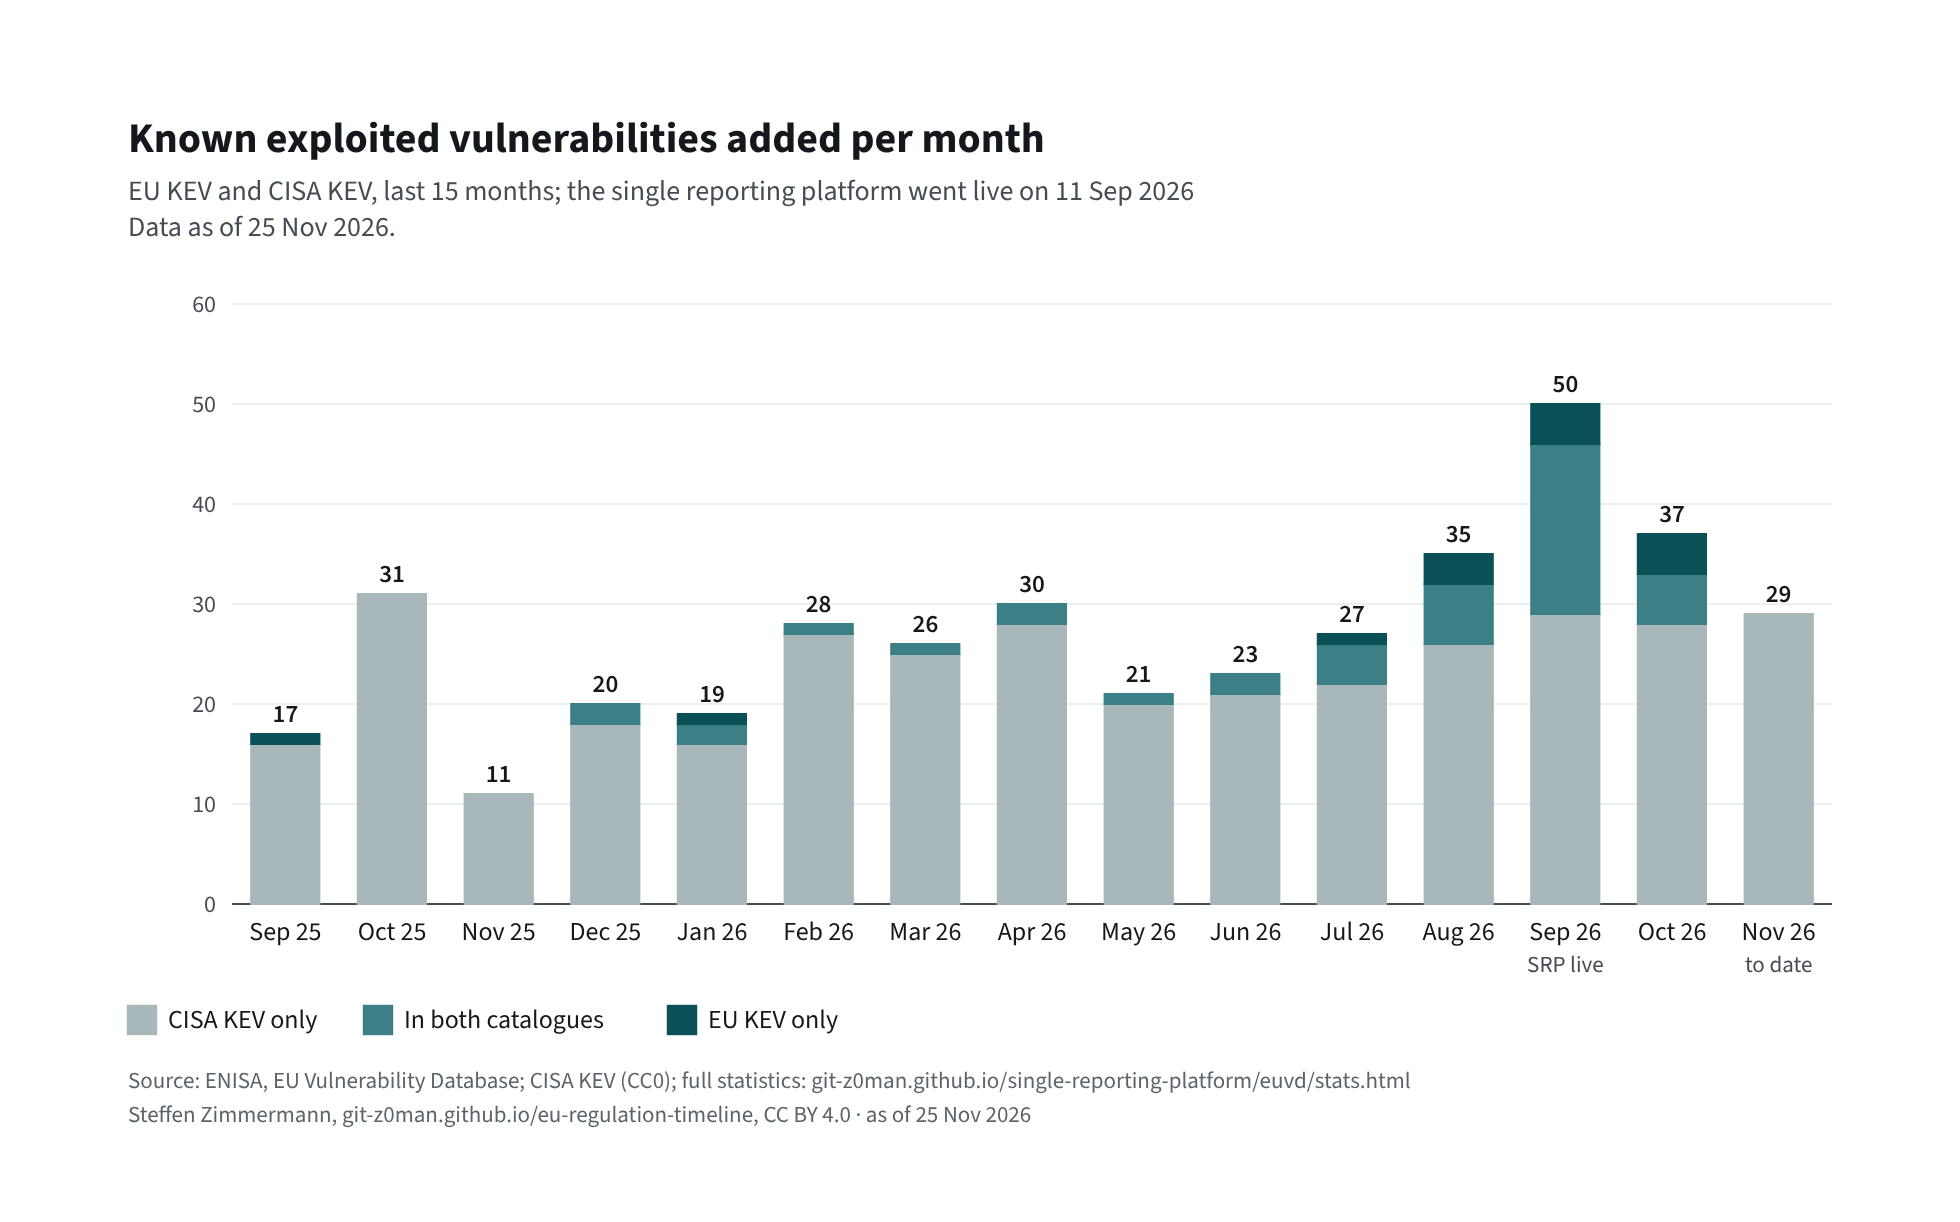 Known exploited vulnerabilities added per month
EU KEV and CISA KEV, last 15 months; the single reporting platform went live on 11 Sep 2026
Data as of 25 Nov 2026.
60
50
40
30
20
10
0
17
31
11
20
19
28
26
30
21
23
27
35
50
37
29
Sep 25
Oct 25
Nov 25
Dec 25
Jan 26
Feb 26
Mar 26
Apr 26
May 26
Jun 26
Jul 26
Aug 26
Sep 26
SRP live
Oct 26
Nov 26
to date
CISA KEV only
In both catalogues
EU KEV only
Source: ENISA, EU Vulnerability Database; CISA KEV (CC0); full statistics: git-z0man.github.io/single-reporting-platform/euvd/stats.html
Steffen Zimmermann, git-z0man.github.io/eu-regulation-timeline, CC BY 4.0 · as of 25 Nov 2026